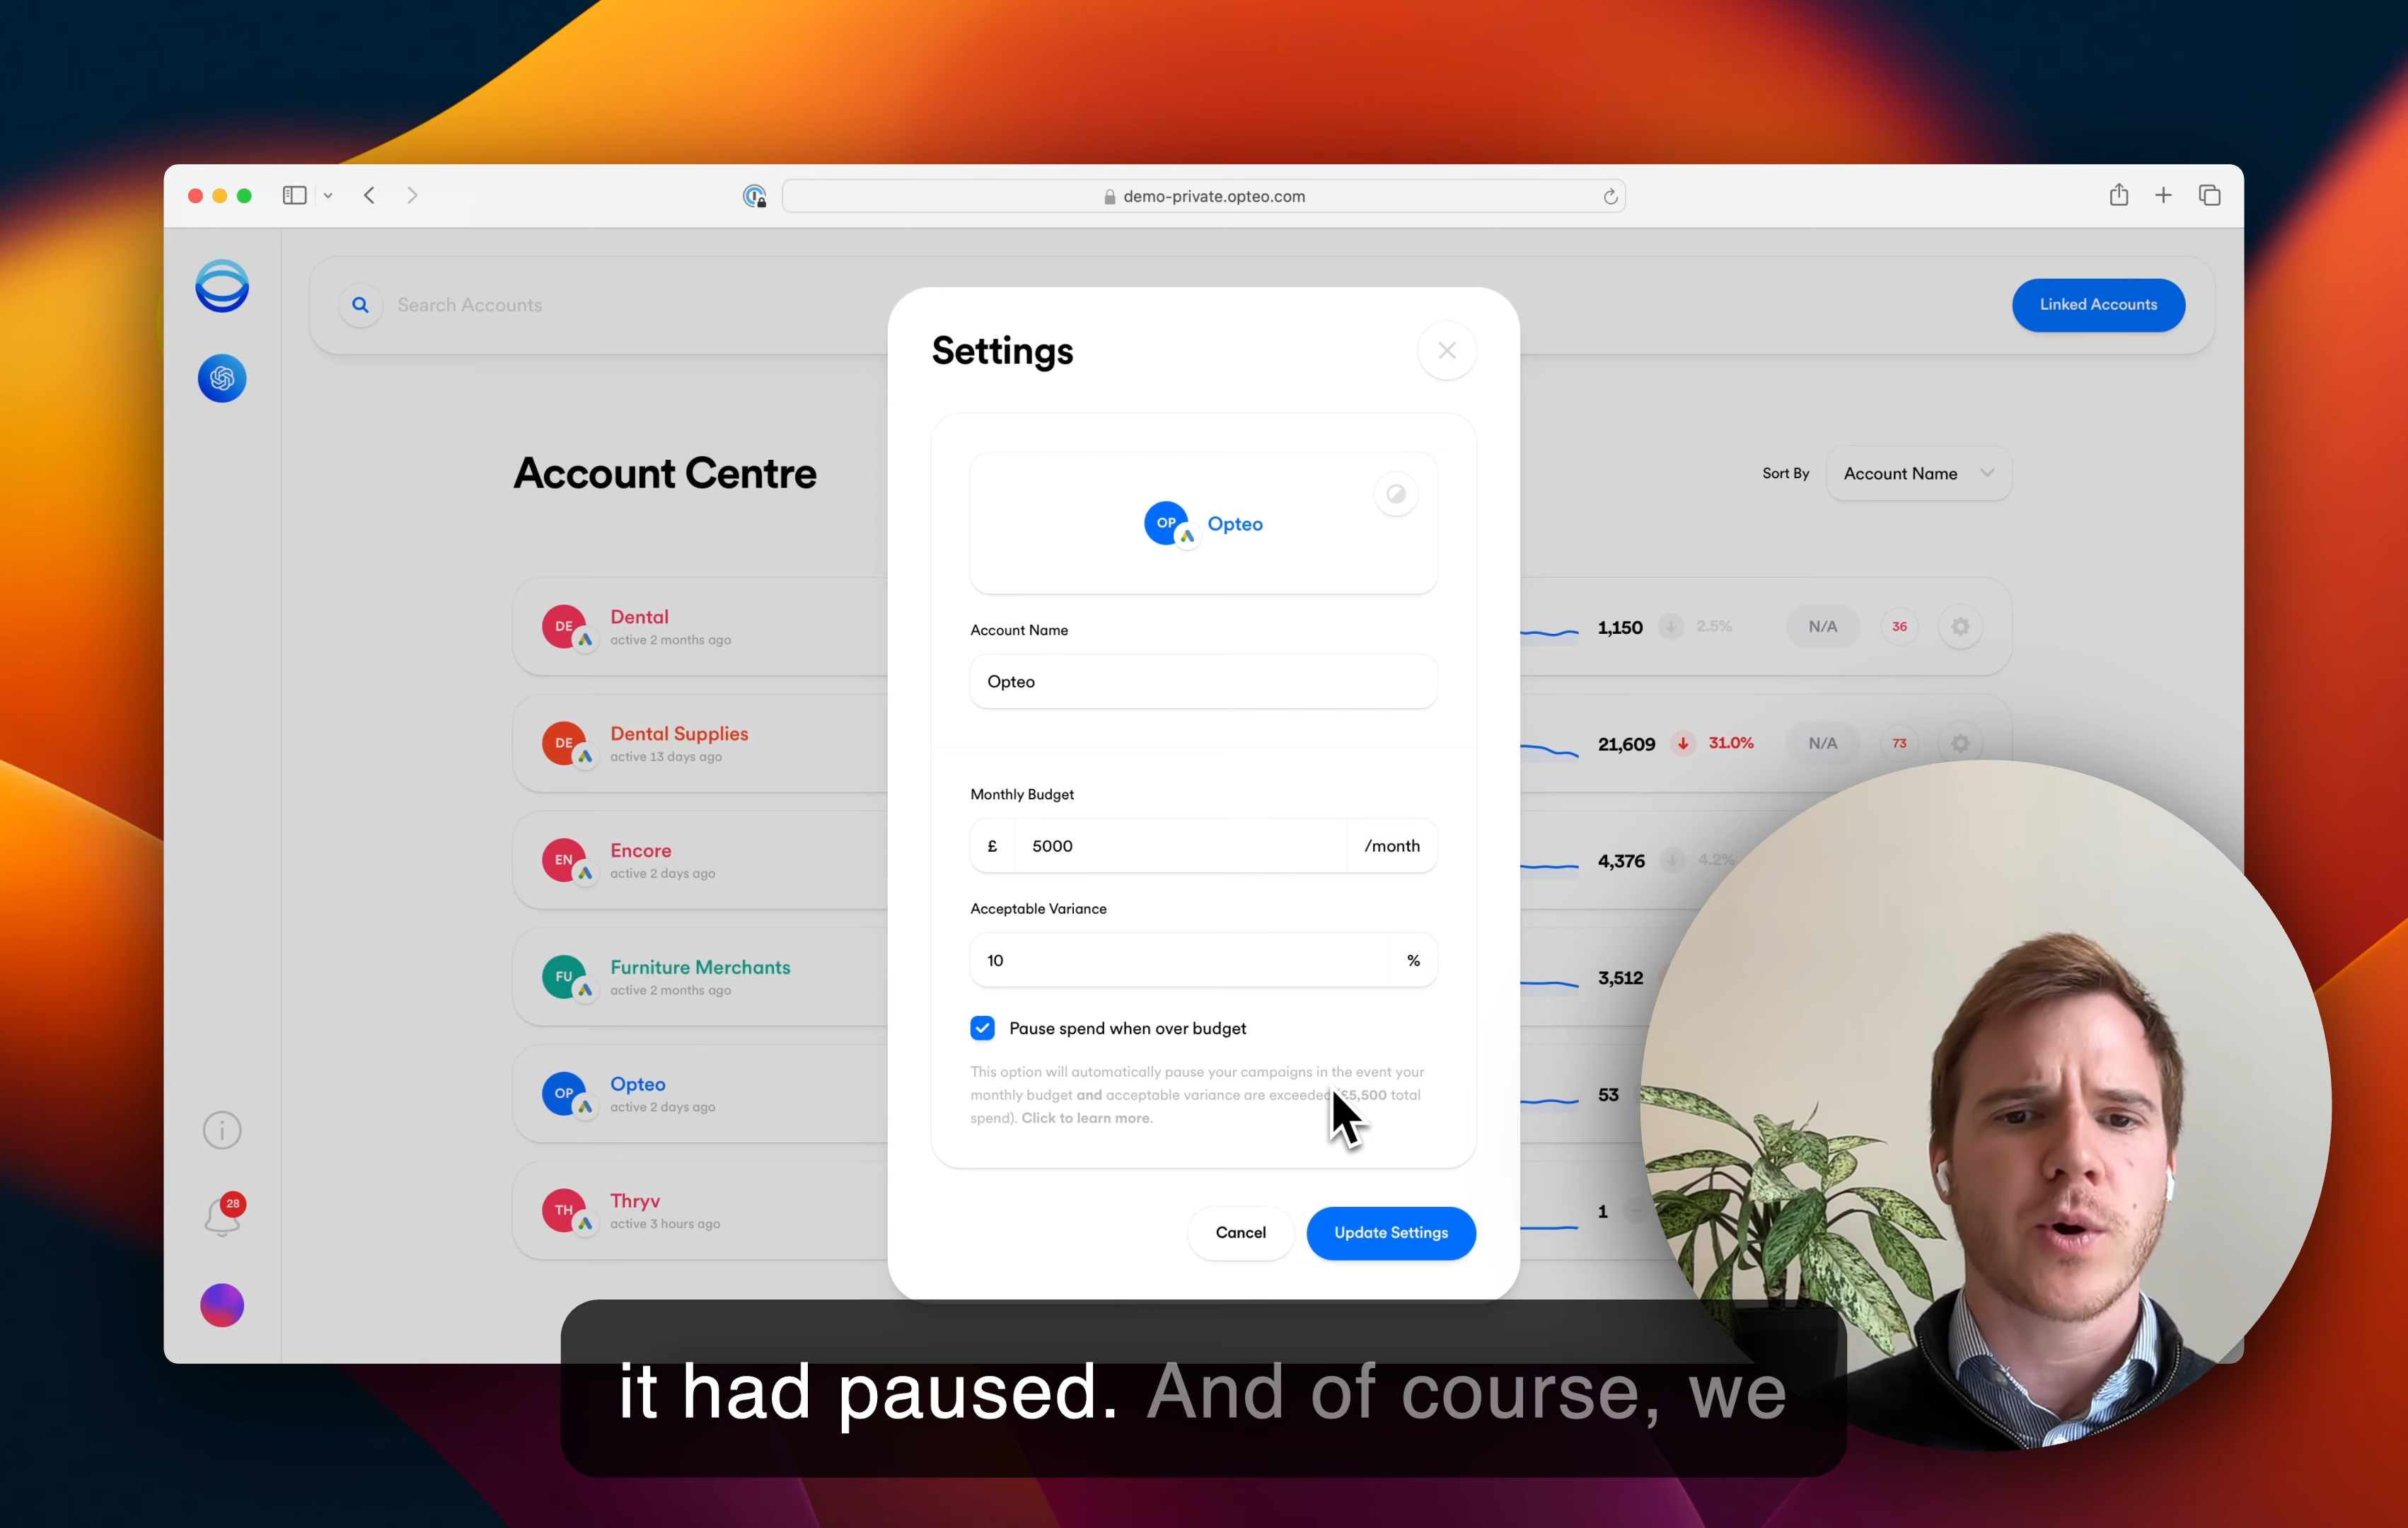 demo-private.opteo.com
Search Accounts
Linked Accounts
Account Centre
Sort By
Account Name
DE
Dental
active 2 months ago
1,150
2.5%
N/A
36
DE
Dental Supplies
active 13 days ago
21,609
31.0%
N/A
73
EN
Encore
active 2 days ago
4,376
4.2%
FU
Furniture Merchants
active 2 months ago
3,512
OP
Opteo
active 2 days ago
53
TH
Thryv
active 3 hours ago
1
28
Settings
OP
Opteo
Account Name
Opteo
Monthly Budget
£ 5000 /month
Acceptable Variance
10 %
Pause spend when over budget
This option will automatically pause your campaigns in the event your
monthly budget and acceptable variance are exceeded £5,500 total
spend). Click to learn more.
Cancel
Update Settings
it had paused. And of course, we